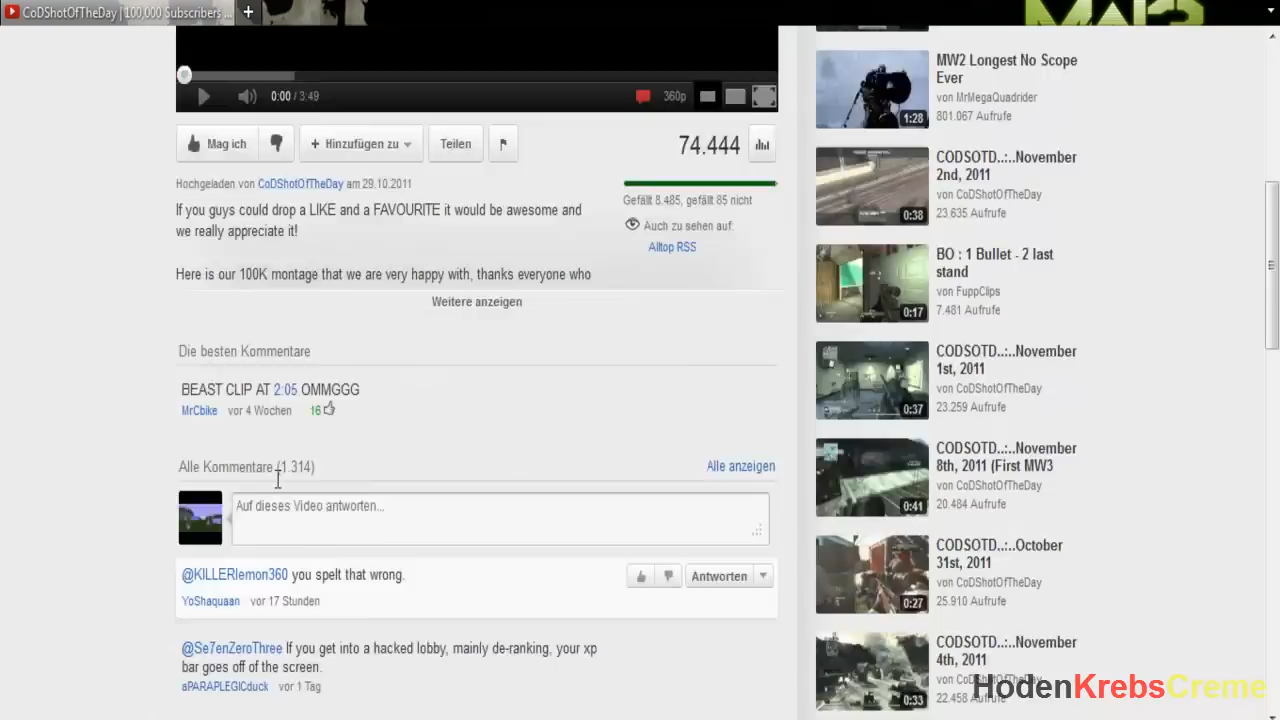 CoDShotOfTheDay | 100,000 Subscribers ...
0:00 / 3:49
360p
Mag ich
Hinzufügen zu
Teilen
74.444
Hochgeladen von CoDShotOfTheDay am 29.10.2011
If you guys could drop a LIKE and a FAVOURITE it would be awesome and
we really appreciate it!
Here is our 100K montage that we are very happy with, thanks everyone who
Weitere anzeigen
Gefällt 8.485, gefällt 85 nicht
Auch zu sehen auf:
Alltop RSS
Die besten Kommentare
BEAST CLIP AT 2:05 OMMGGG
MrCbike vor 4 Wochen 16
Alle Kommentare (1.314)
Alle anzeigen
Auf dieses Video antworten...
@KILLERlemon360 you spelt that wrong.
YoShaquaan vor 17 Stunden
Antworten
@Se7enZeroThree If you get into a hacked lobby, mainly de-ranking, your xp
bar goes off of the screen.
aPARAPLEGICduck vor 1 Tag
MW3
MW2 Longest No Scope
Ever
von MrMegaQuadrider
801.067 Aufrufe
1:28
CODSOTD..:..November
2nd, 2011
von CoDShotOfTheDay
23.635 Aufrufe
0:38
BO : 1 Bullet - 2 last
stand
von FuppClips
7.481 Aufrufe
0:17
CODSOTD..:..November
1st, 2011
von CoDShotOfTheDay
23.259 Aufrufe
0:37
CODSOTD..:..November
8th, 2011 (First MW3
von CoDShotOfTheDay
20.484 Aufrufe
0:41
CODSOTD..:..October
31st, 2011
von CoDShotOfTheDay
25.910 Aufrufe
0:27
CODSOTD..:..November
4th, 2011
von CoDShotOfTheDay
22.458 Aufrufe
0:33
HodenKrebsCreme